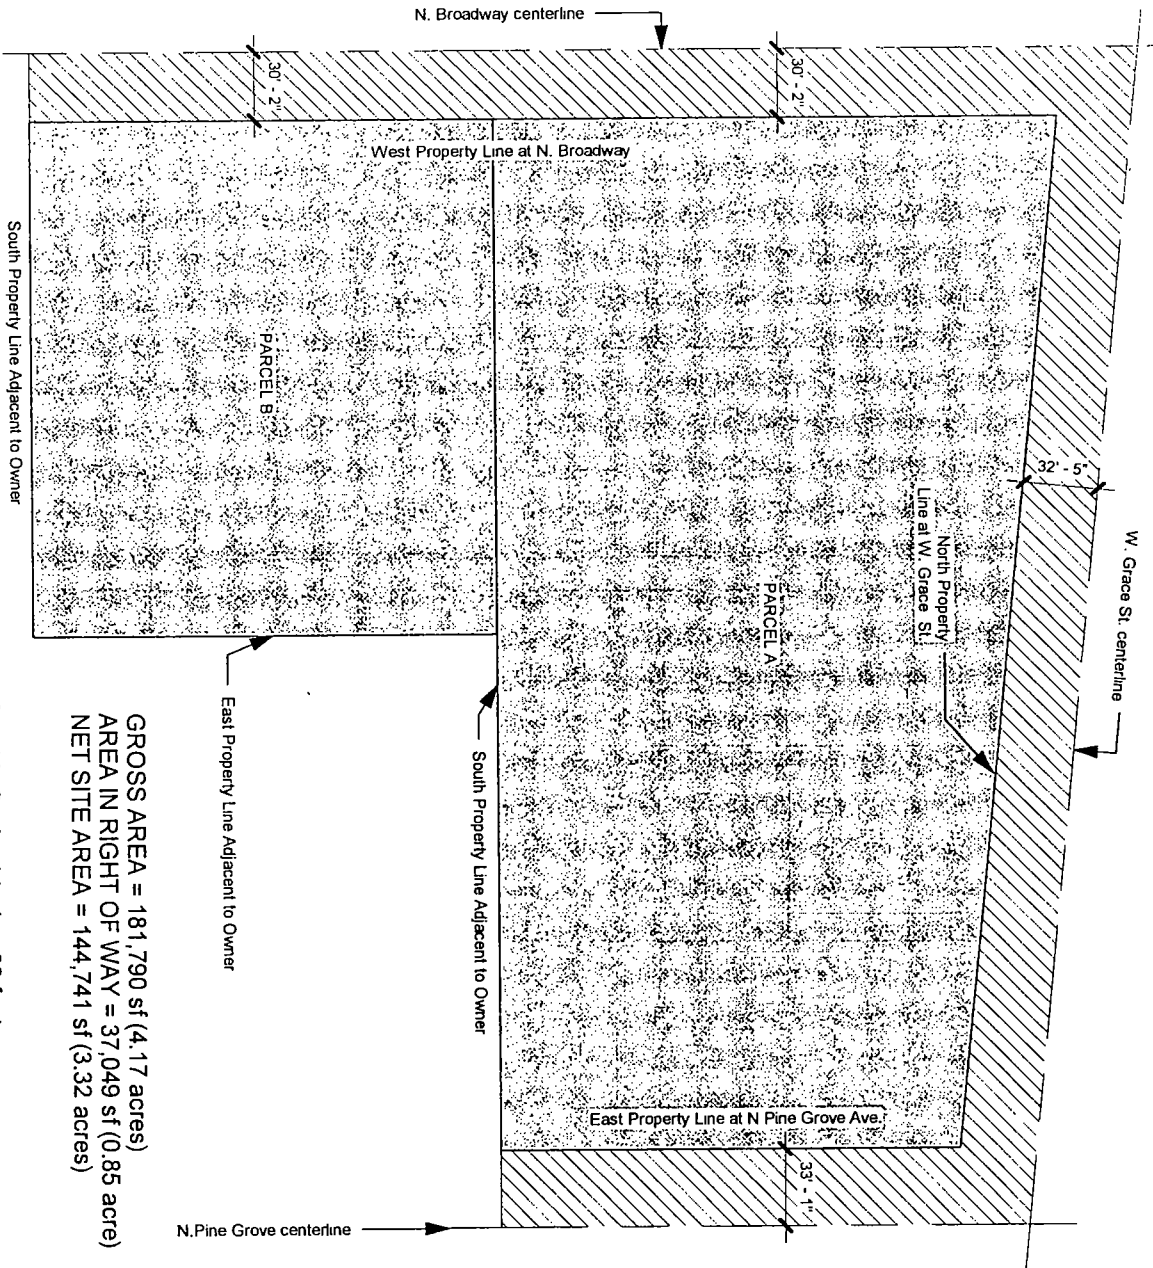 N. Broadway centerline
30' - 2"
30' - 2"
West Property Line at N. Broadway
PARCEL B
South Property Line Adjacent to Owner
32' - 5"
W. Grace St. centerline
North Property
Line at W. Grace St.
PARCEL A
East Property Line Adjacent to Owner
South Property Line Adjacent to Owner
GROSS AREA = 181,790 sf (4.17 acres)
AREA IN RIGHT OF WAY = 37,049 sf (0.85 acre)
NET SITE AREA = 144,741 sf (3.32 acres)
East Property Line at N Pine Grove Ave.
33' - 1"
N.Pine Grove centerline